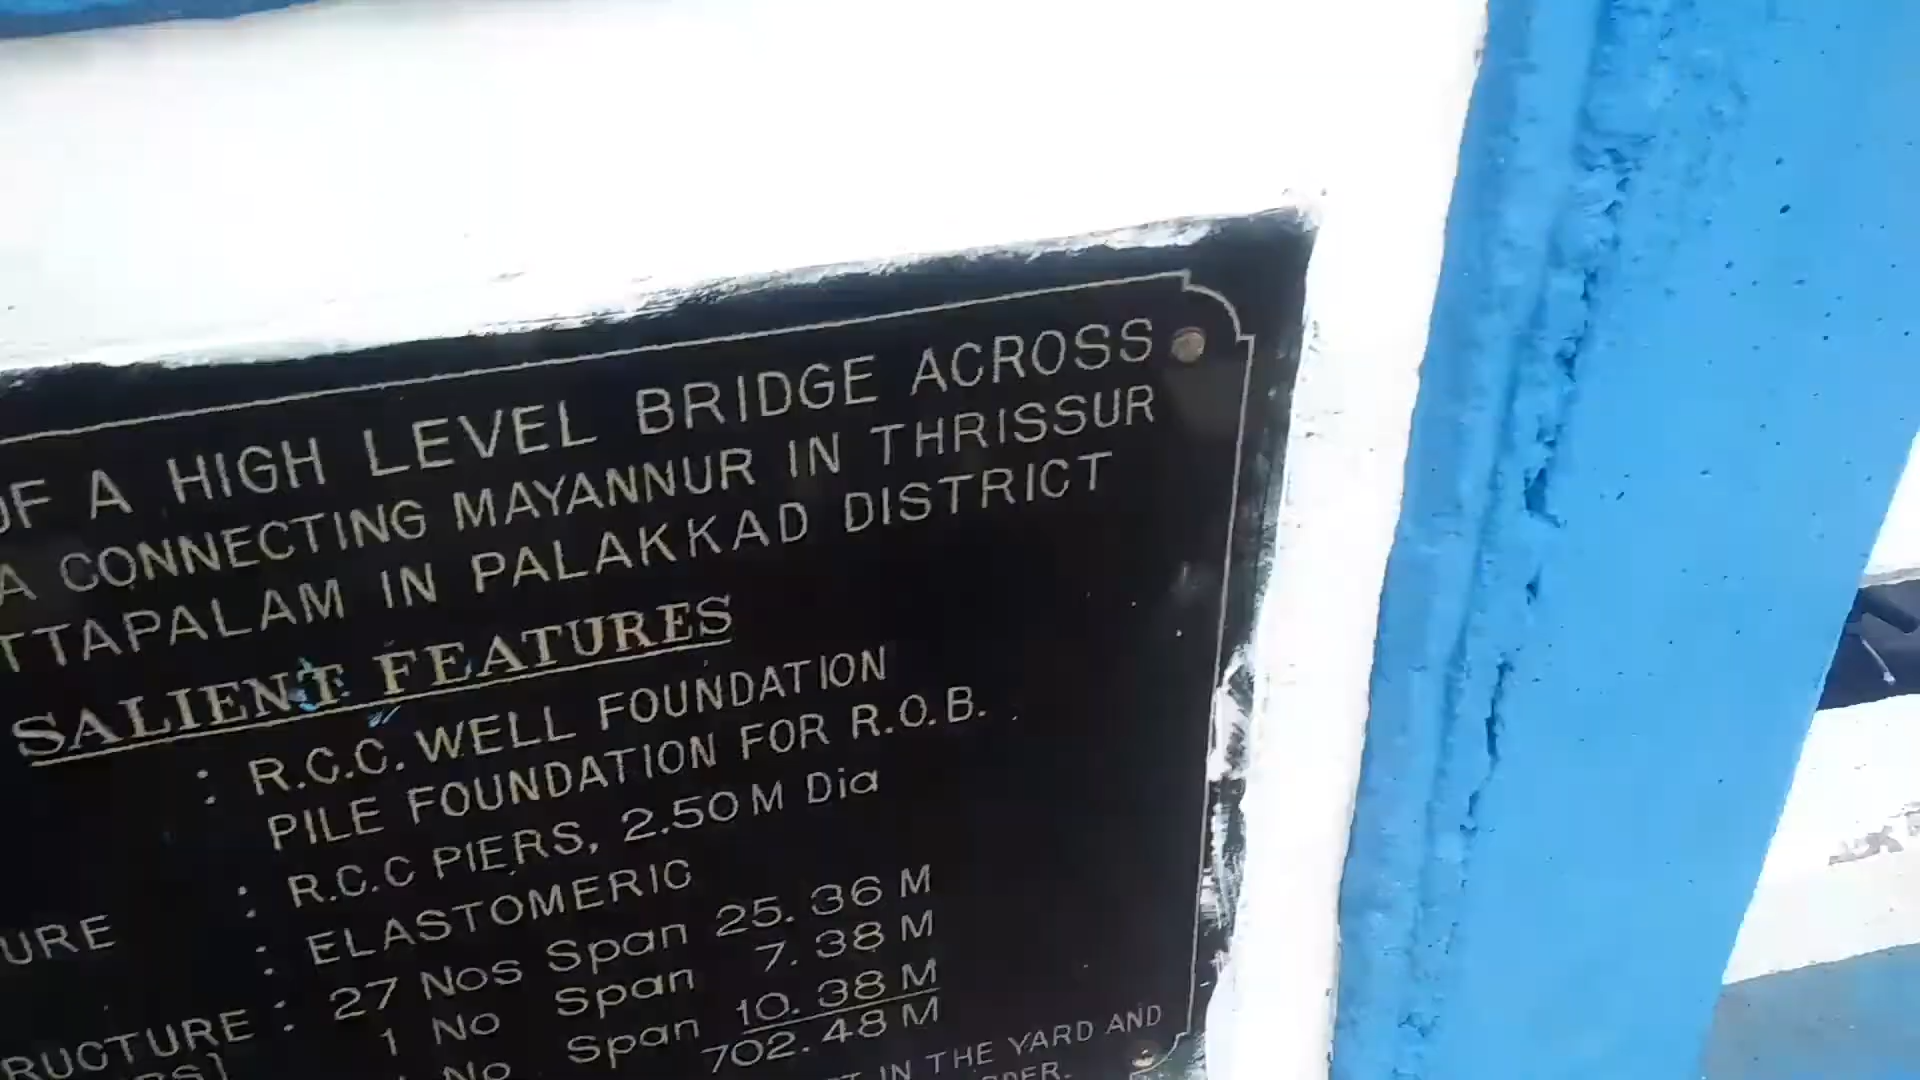 OF A HIGH LEVEL BRIDGE ACROSS
A CONNECTING MAYANNUR IN THRISSUR
TTAPALAM IN PALAKKAD DISTRICT
SALIENT FEATURES
: R.C.C. WELL FOUNDATION
PILE FOUNDATION FOR R.O.B.
: R.C.C PIERS, 2.50 M Dia
URE : ELASTOMERIC
RUCTURE : 27 Nos Span 25.36 M
1 No Span 7.38 M
No Span 10.38 M
702.48 M
IN THE YARD AND